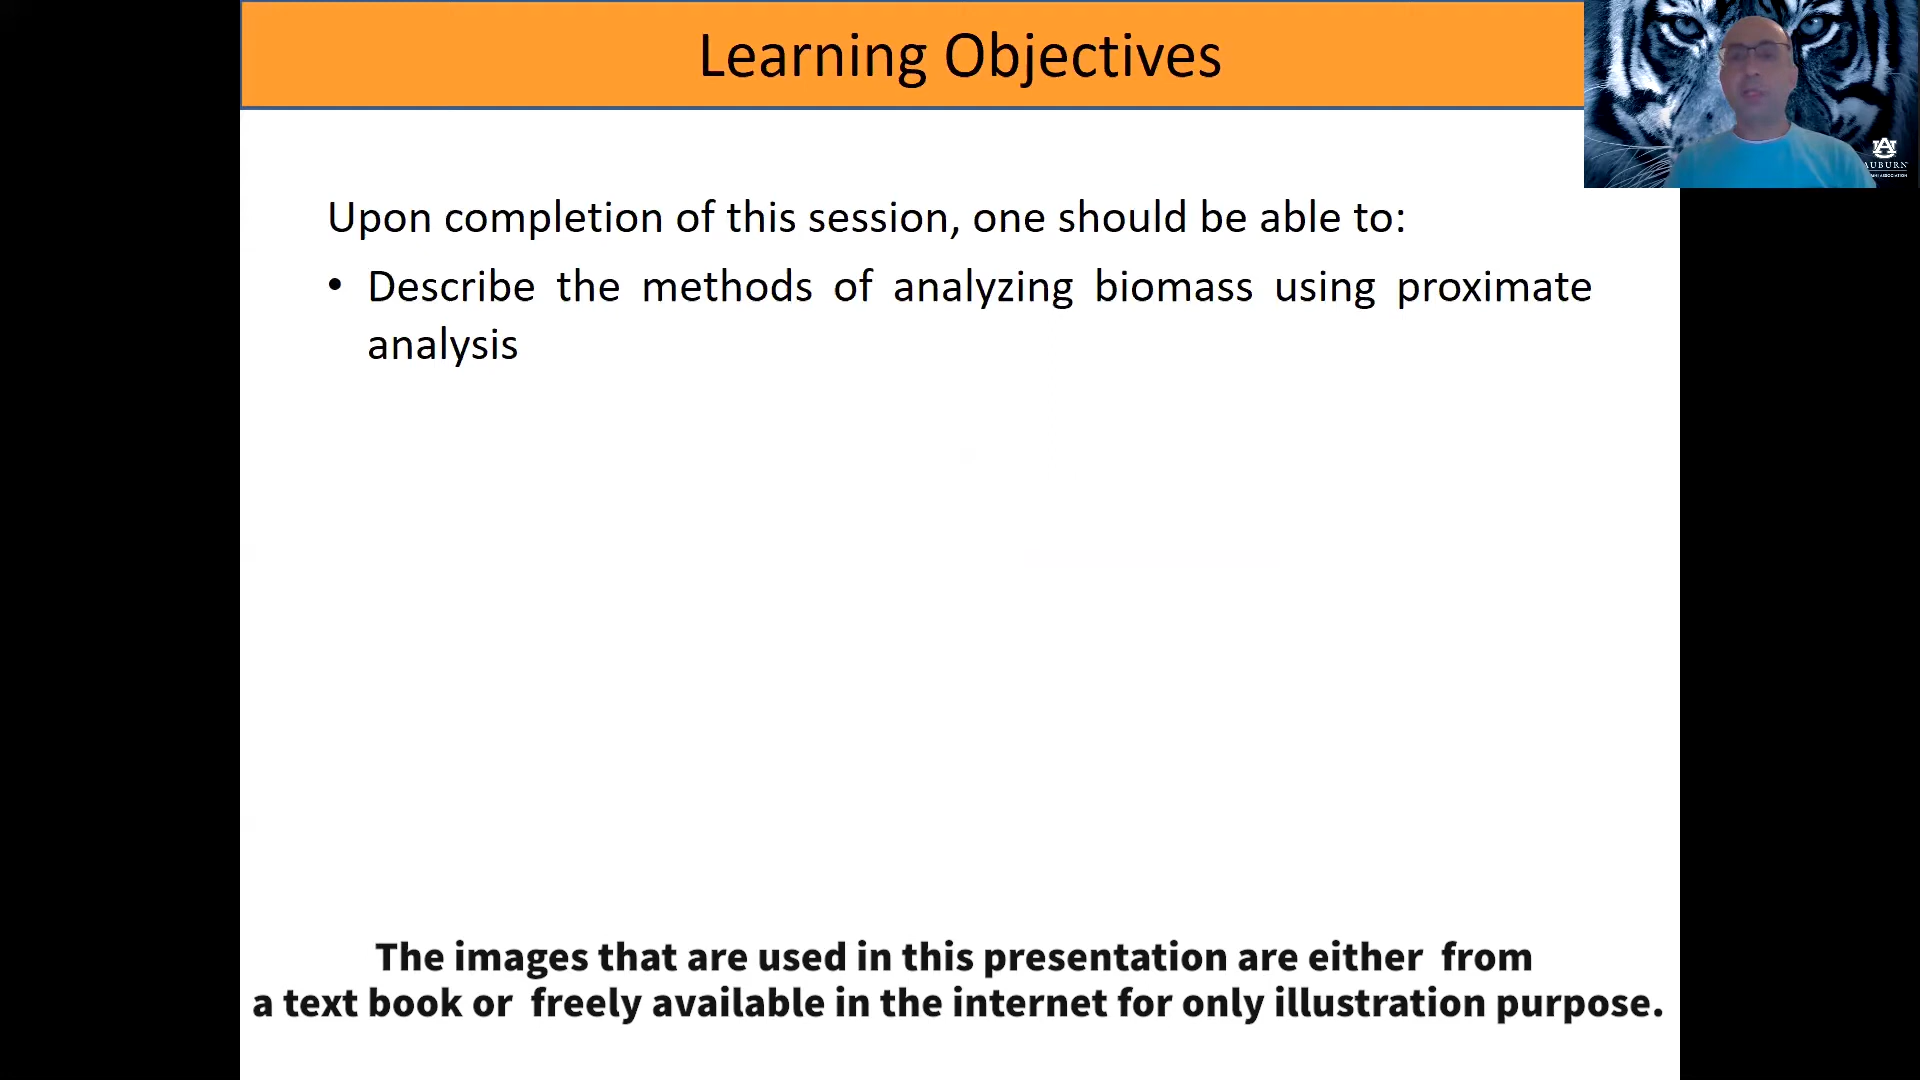 Learning Objectives
AUBURN
Upon completion of this session, one should be able to:
• Describe the methods of analyzing biomass using proximate
analysis
The images that are used in this presentation are either from
a text book or freely available in the internet for only illustration purpose.